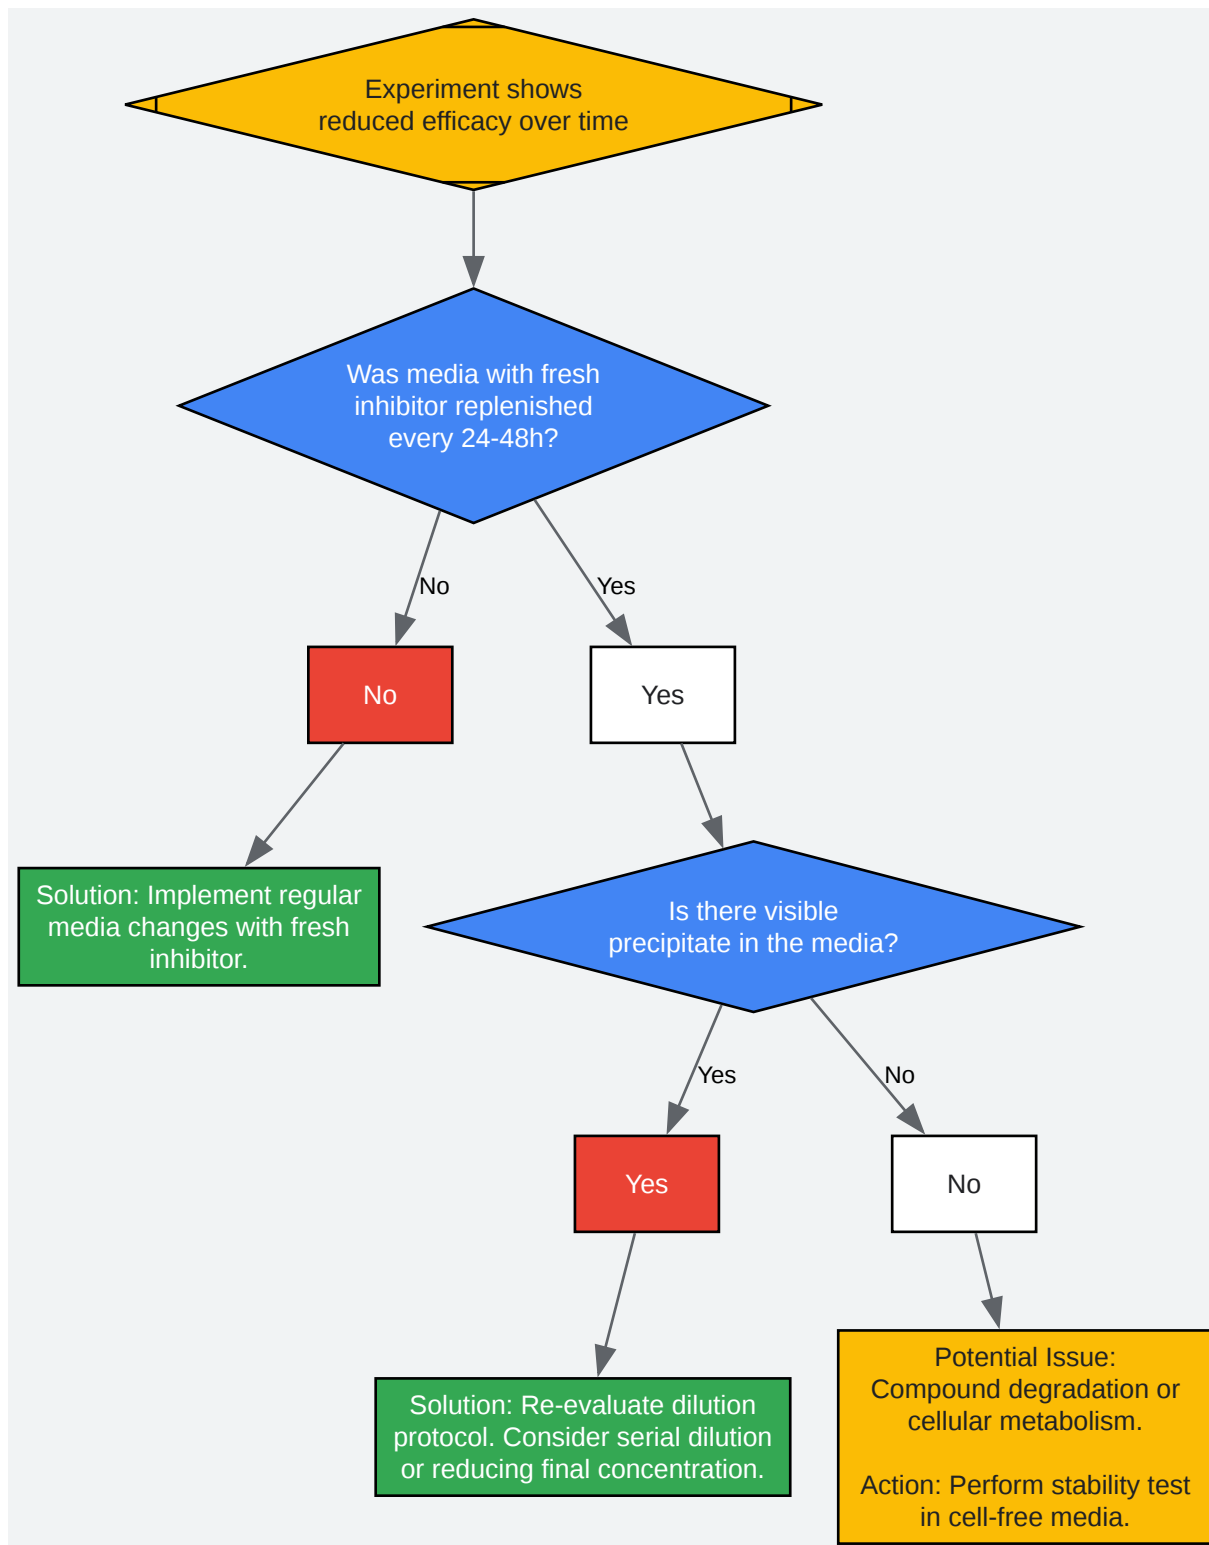 Experiment shows
reduced efficacy over time
Was media with fresh
inhibitor replenished
every 24-48h?
No
Yes
No
Yes
Solution: Implement regular
media changes with fresh
inhibitor.
Is there visible
precipitate in the media?
Yes
No
Yes
No
Solution: Re-evaluate dilution
protocol. Consider serial dilution
or reducing final concentration.
Potential Issue:
Compound degradation or
cellular metabolism.
Action: Perform stability test
in cell-free media.